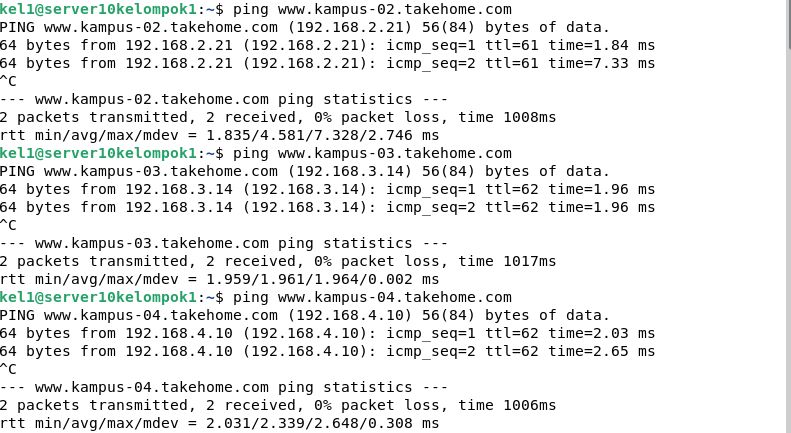 kel1@server10kelompok1:~$ ping www.kampus-02.takehome.com
PING www.kampus-02.takehome.com (192.168.2.21) 56(84) bytes of data.
64 bytes from 192.168.2.21 (192.168.2.21): icmp_seq=1 ttl=61 time=1.84 ms
64 bytes from 192.168.2.21 (192.168.2.21): icmp_seq=2 ttl=61 time=7.33 ms
^C
--- www.kampus-02.takehome.com ping statistics ---
2 packets transmitted, 2 received, 0% packet loss, time 1008ms
rtt min/avg/max/mdev = 1.835/4.581/7.328/2.746 ms
kel1@server10kelompok1:~$ ping www.kampus-03.takehome.com
PING www.kampus-03.takehome.com (192.168.3.14) 56(84) bytes of data.
64 bytes from 192.168.3.14 (192.168.3.14): icmp_seq=1 ttl=62 time=1.96 ms
64 bytes from 192.168.3.14 (192.168.3.14): icmp_seq=2 ttl=62 time=1.96 ms
^C
--- www.kampus-03.takehome.com ping statistics ---
2 packets transmitted, 2 received, 0% packet loss, time 1017ms
rtt min/avg/max/mdev = 1.959/1.961/1.964/0.002 ms
kel1@server10kelompok1:~$ ping www.kampus-04.takehome.com
PING www.kampus-04.takehome.com (192.168.4.10) 56(84) bytes of data.
64 bytes from 192.168.4.10 (192.168.4.10): icmp_seq=1 ttl=62 time=2.03 ms
64 bytes from 192.168.4.10 (192.168.4.10): icmp_seq=2 ttl=62 time=2.65 ms
^C
--- www.kampus-04.takehome.com ping statistics ---
2 packets transmitted, 2 received, 0% packet loss, time 1006ms
rtt min/avg/max/mdev = 2.031/2.339/2.648/0.308 ms